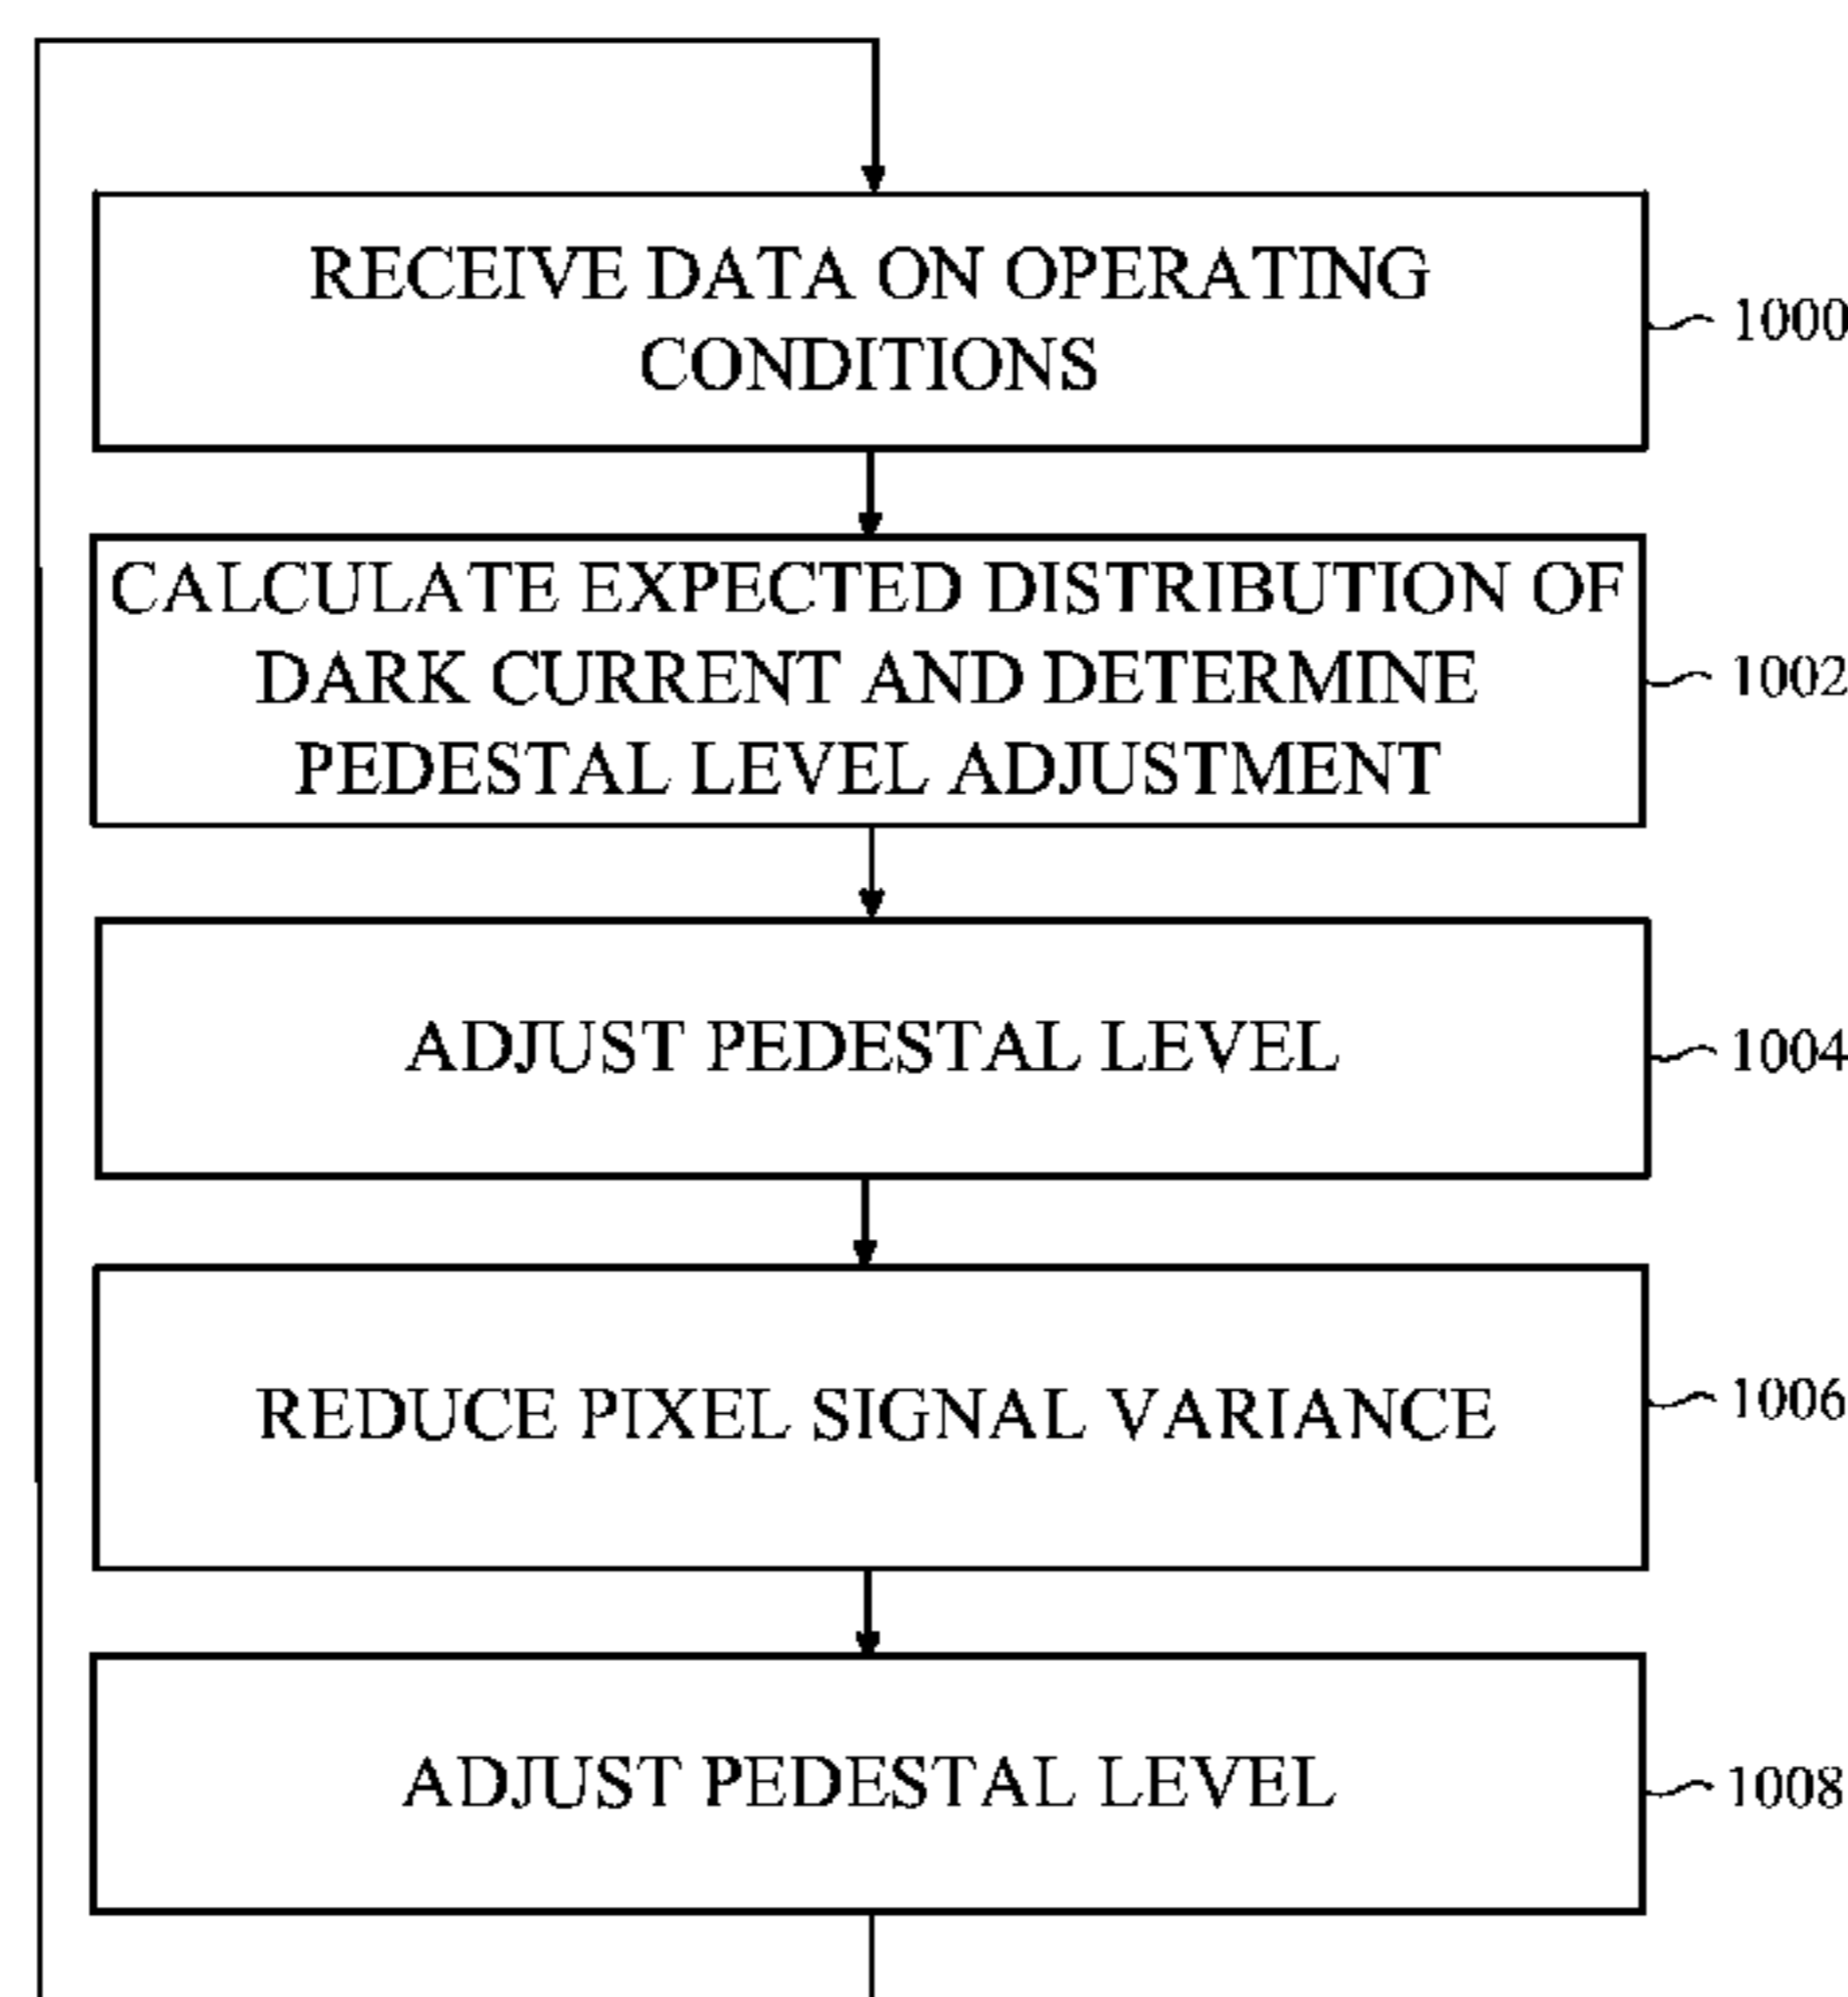 RECEIVE DATA ON OPERATING
CONDITIONS
1000
CALCULATE EXPECTED DISTRIBUTION OF
DARK CURRENT AND DETERMINE
PEDESTAL LEVEL ADJUSTMENT
1002
ADJUST PEDESTAL LEVEL
1004
REDUCE PIXEL SIGNAL VARIANCE
1006
ADJUST PEDESTAL LEVEL
1008